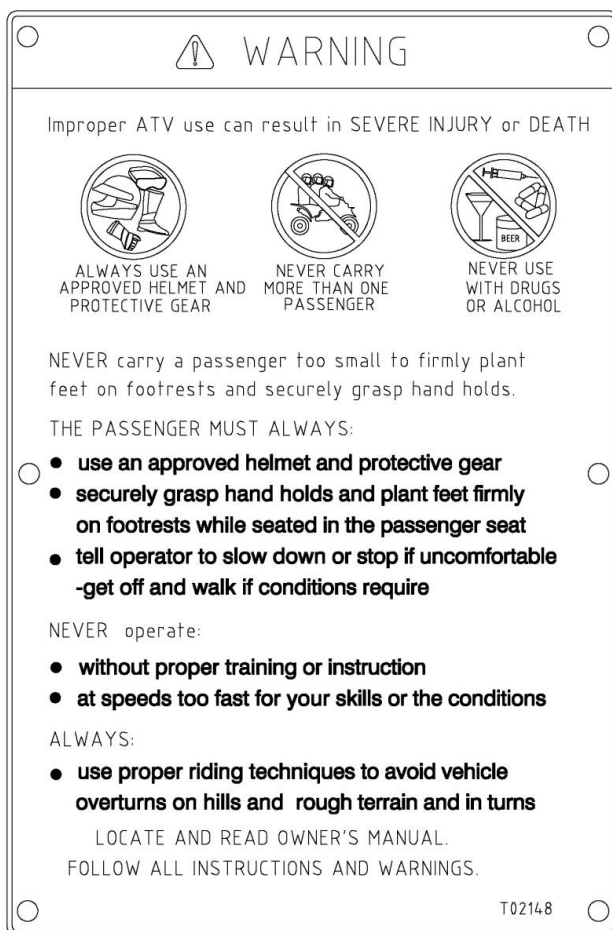 WARNING
Improper ATV use can result in SEVERE INJURY or DEATH
BEER
ALWAYS USE AN
APPROVED HELMET AND
PROTECTIVE GEAR
NEVER CARRY
MORE THAN ONE
PASSENGER
NEVER USE
WITH DRUGS
OR ALCOHOL
NEVER carry a passenger too small to firmly plant
feet on footrests and securely grasp hand holds.
THE PASSENGER MUST ALWAYS:
● use an approved helmet and protective gear
● securely grasp hand holds and plant feet firmly
on footrests while seated in the passenger seat
● tell operator to slow down or stop if uncomfortable
-get off and walk if conditions require
NEVER operate:
● without proper training or instruction
● at speeds too fast for your skills or the conditions
ALWAYS:
● use proper riding techniques to avoid vehicle
overturns on hills and rough terrain and in turns
LOCATE AND READ OWNER'S MANUAL.
FOLLOW ALL INSTRUCTIONS AND WARNINGS.
T02148